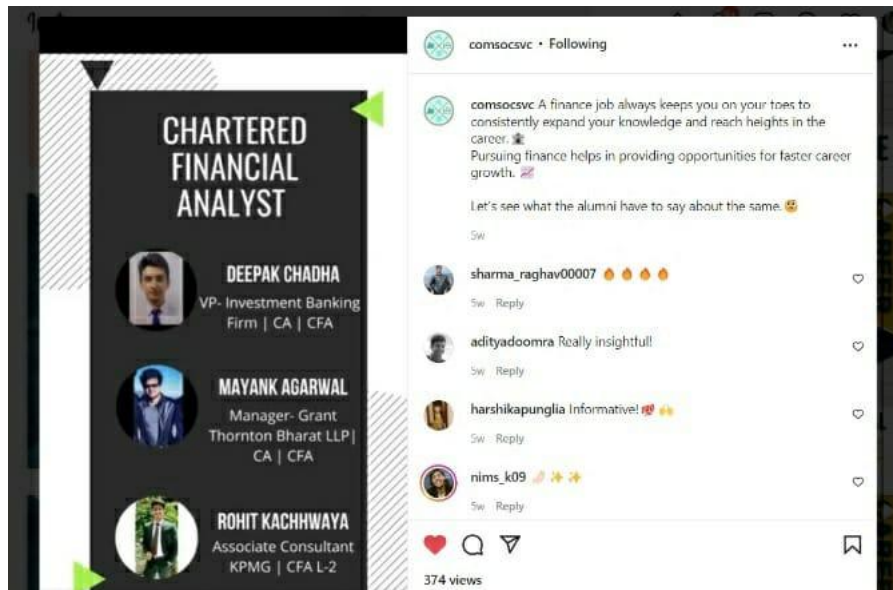 CHARTERED
FINANCIAL
ANALYST
DEEPAK CHADHA
VP- Investment Banking
Firm | CA | CFA
MAYANK AGARWAL
Manager- Grant
Thornton Bharat LLP|
CA | CFA
ROHIT KACHHWAYA
Associate Consultant
KPMG | CFA L-2
comsocsvc • Following
comsocsvc A finance job always keeps you on your toes to
consistently expand your knowledge and reach heights in the
career.
Pursuing finance helps in providing opportunities for faster career
growth.
Let's see what the alumni have to say about the same.
5w
sharma_raghav00007
5w Reply
adityadoomra Really insightful!
5w Reply
harshikapunglia Informative!
5w Reply
nims_k09
5w Reply
374 views